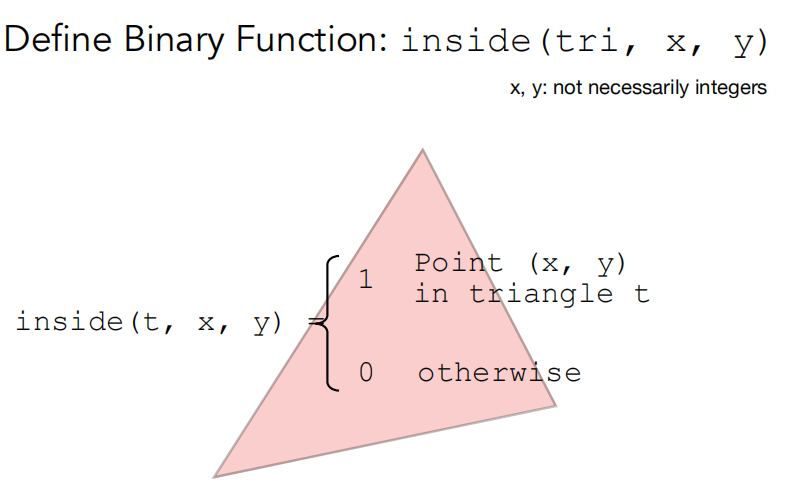 Define Binary Function: inside(tri, x, y)
x, y: not necessarily integers
1 Point (x, y)
in triangle t
inside(t, x, y) =
0 otherwise